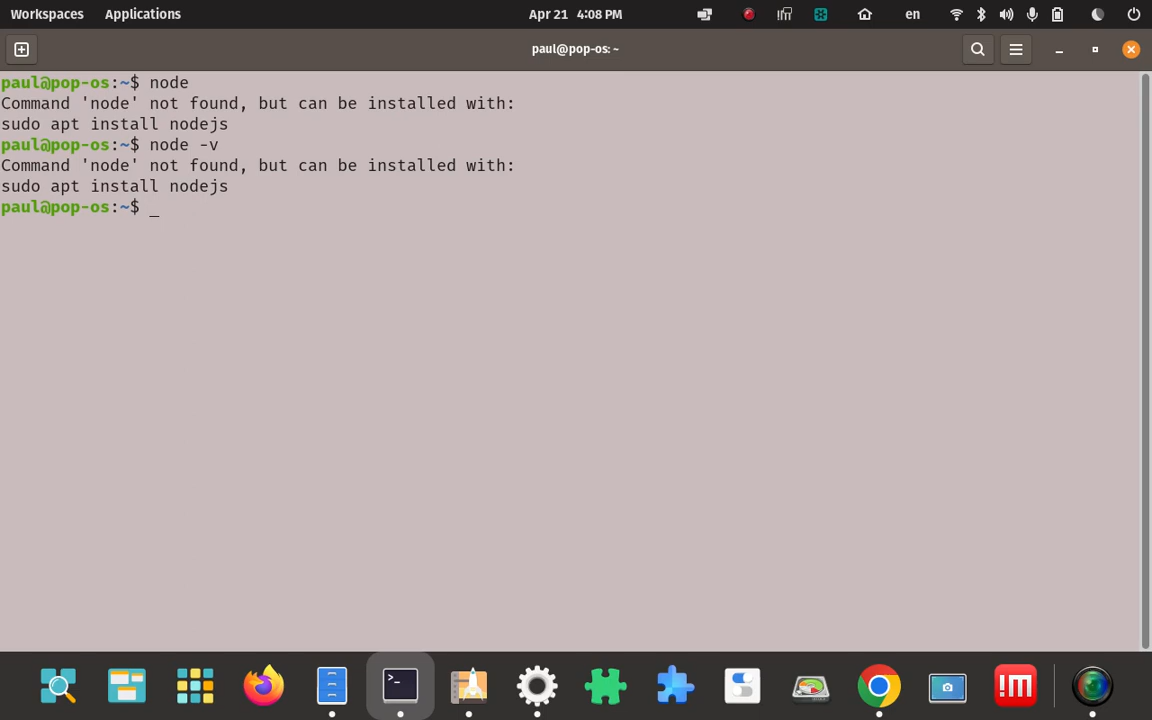 Workspaces Applications Apr 21 4:08 PM en
paul@pop-os: ~
paul@pop-os:~$ node
Command 'node' not found, but can be installed with:
sudo apt install nodejs
paul@pop-os:~$ node -v
Command 'node' not found, but can be installed with:
sudo apt install nodejs
paul@pop-os:~$ _
>_ !M